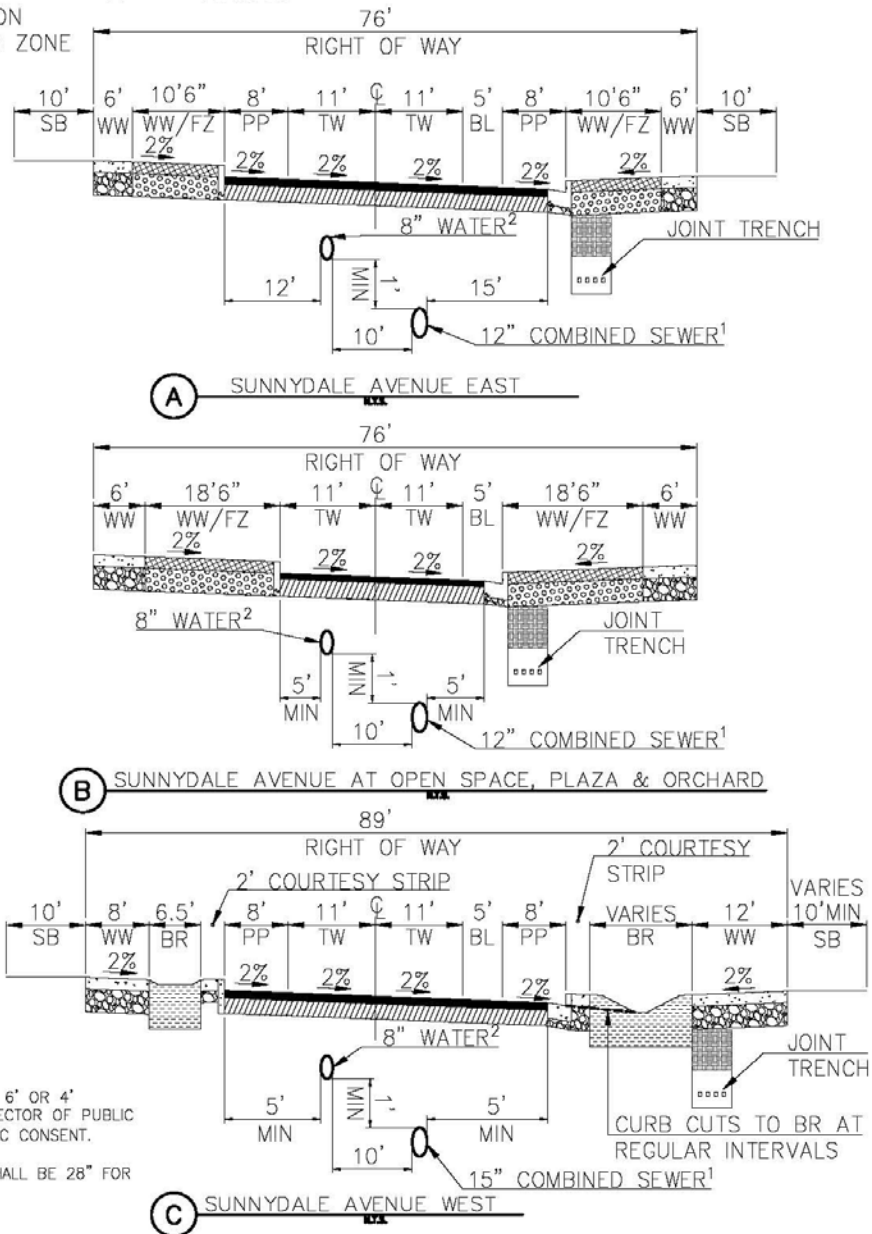 ON
ZONE
76'
RIGHT OF WAY
10' 6' 10'6" 8' 11' ℄ 11' 5' 8' 10'6" 6' 10'
SB WW WW/FZ PP TW TW BL PP WW/FZ WW SB
2% 2% 2% 2% 2% 2%
8" WATER²
JOINT TRENCH
12' 1' MIN 15'
10'
12" COMBINED SEWER¹
A SUNNYDALE AVENUE EAST
N.T.S.
76'
RIGHT OF WAY
6' 18'6" 11' ℄ 11' 5' 18'6" 6'
WW WW/FZ TW TW BL WW/FZ WW
2% 2% 2% 2%
8" WATER²
JOINT
TRENCH
5' 1' MIN 5'
MIN MIN
10'
12" COMBINED SEWER¹
B SUNNYDALE AVENUE AT OPEN SPACE, PLAZA & ORCHARD
N.T.S.
89'
RIGHT OF WAY
2' COURTESY STRIP
2' COURTESY
STRIP
VARIES
10' 8' 6.5' 8' 11' ℄ 11' 5' 8' VARIES 12' 10'MIN
SB WW BR PP TW TW BL PP BR WW SB
2% 2% 2% 2% 2% 2%
8" WATER²
JOINT
TRENCH
5' 1' MIN 5'
MIN MIN
CURB CUTS TO BR AT
REGULAR INTERVALS
10'
15" COMBINED SEWER¹
6' OR 4'
ECTOR OF PUBLIC
IC CONSENT.
HALL BE 28" FOR
C SUNNYDALE AVENUE WEST
N.T.S.